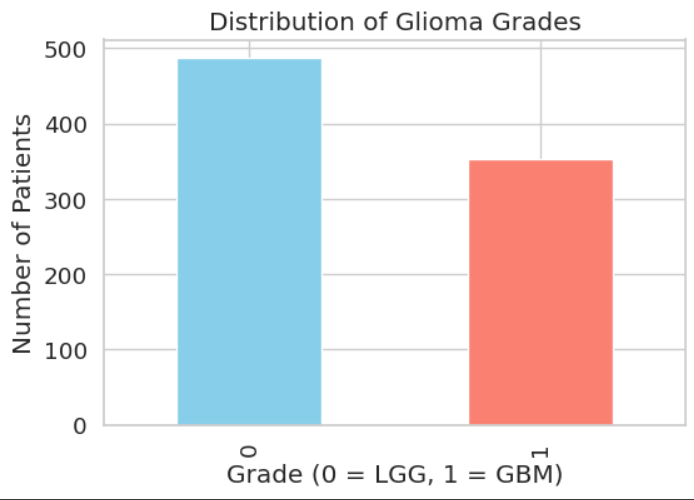 Distribution of Glioma Grades
Number of Patients
500
400
300
200
100
0
0
1
Grade (0 = LGG, 1 = GBM)